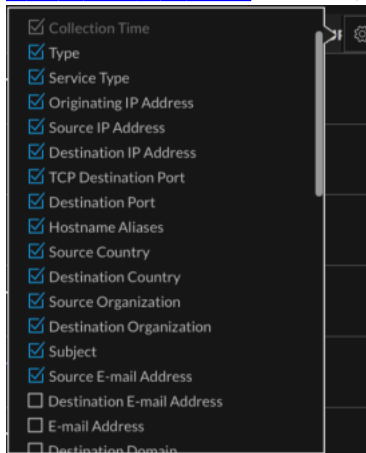 Collection Time
Type
Service Type
Originating IP Address
Source IP Address
Destination IP Address
TCP Destination Port
Destination Port
Hostname Aliases
Source Country
Destination Country
Source Organization
Destination Organization
Subject
Source E-mail Address
Destination E-mail Address
E-mail Address
Destination Domain